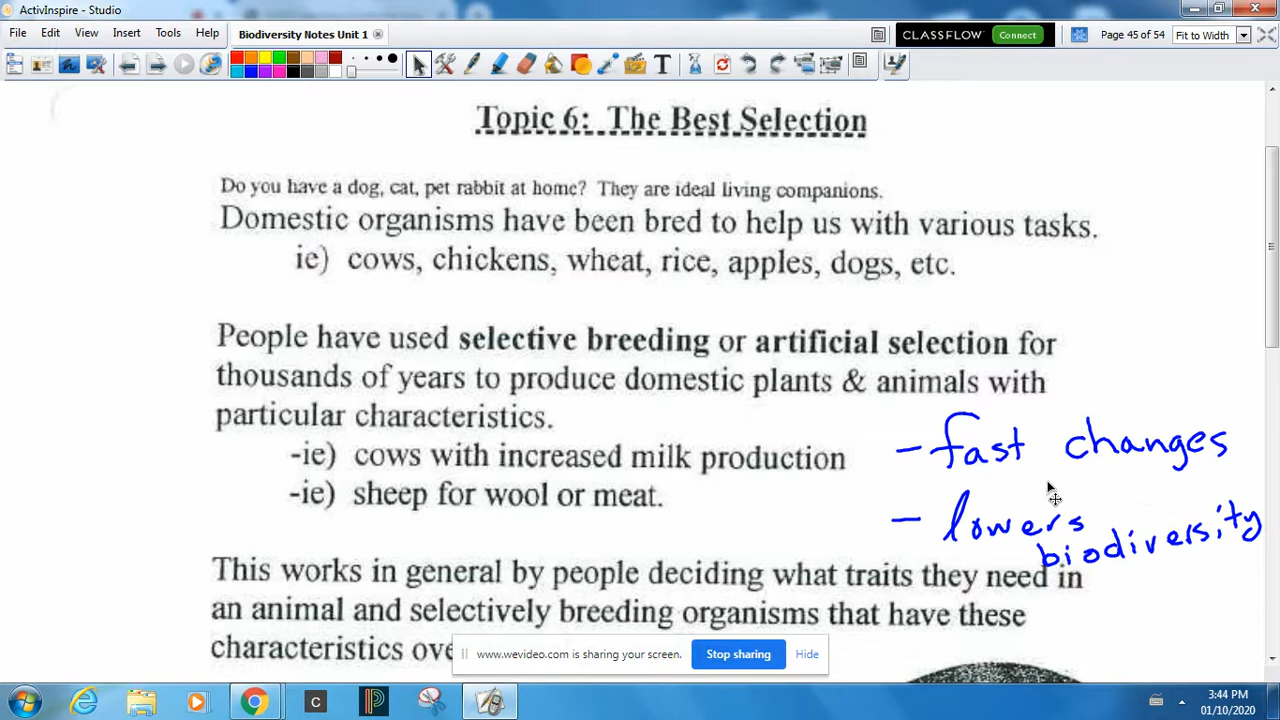 ActivInspire - Studio
File Edit View Insert Tools Help
Biodiversity Notes Unit 1
CLASSFLOW Connect
Page 45 of 54
Fit to Width
Topic 6: The Best Selection
Do you have a dog, cat, pet rabbit at home? They are ideal living companions.
Domestic organisms have been bred to help us with various tasks.
ie) cows, chickens, wheat, rice, apples, dogs, etc.
People have used selective breeding or artificial selection for
thousands of years to produce domestic plants & animals with
particular characteristics.
- fast changes
-ie) cows with increased milk production
-ie) sheep for wool or meat.
- lowers
biodiversity
This works in general by people deciding what traits they need in
an animal and selectively breeding organisms that have these
characteristics ove
www.wevideo.com is sharing your screen.
Stop sharing
Hide
C
3:44 PM
01/10/2020